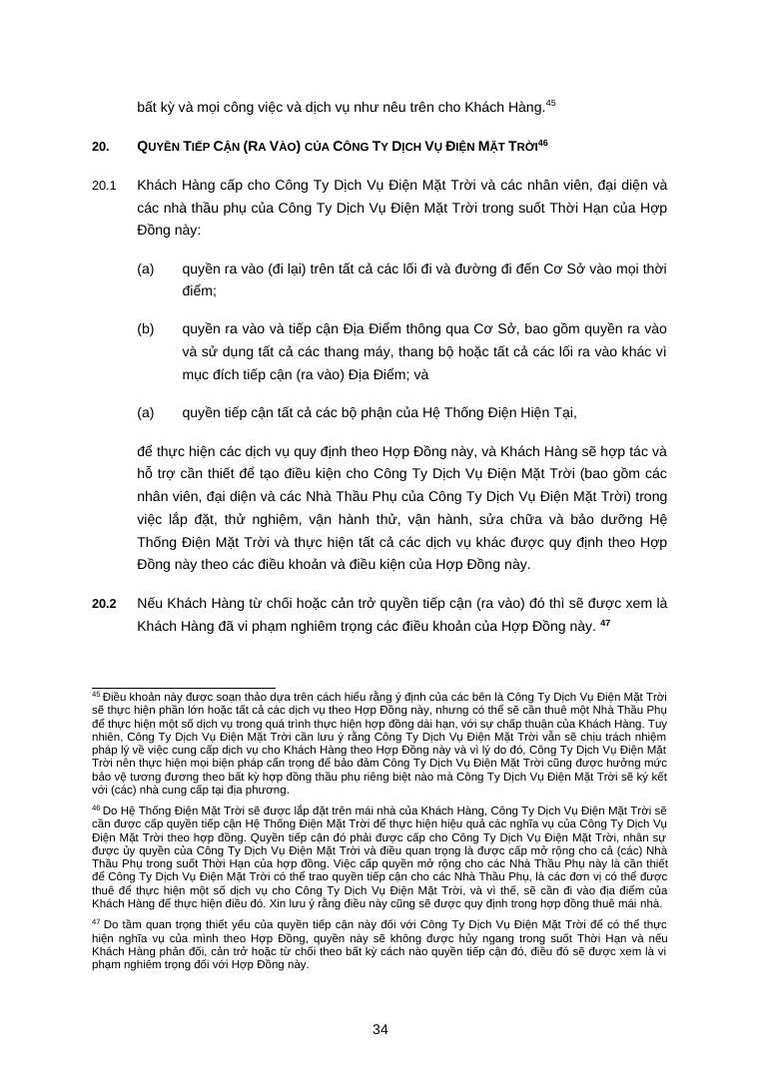 bất kỳ và mọi công việc và dịch vụ như nêu trên cho Khách Hàng.45
20. QUYỀN TIẾP CẬN (RA VÀO) CỦA CÔNG TY DỊCH VỤ ĐIỆN MẶT TRỜI46
20.1 Khách Hàng cấp cho Công Ty Dịch Vụ Điện Mặt Trời và các nhân viên, đại diện và
các nhà thầu phụ của Công Ty Dịch Vụ Điện Mặt Trời trong suốt Thời Hạn của Hợp
Đồng này:
(a) quyền ra vào (đi lại) trên tất cả các lối đi và đường đi đến Cơ Sở vào mọi thời
điểm;
(b) quyền ra vào và tiếp cận Địa Điểm thông qua Cơ Sở, bao gồm quyền ra vào
và sử dụng tất cả các thang máy, thang bộ hoặc tất cả các lối ra vào khác vì
mục đích tiếp cận (ra vào) Địa Điểm; và
(a) quyền tiếp cận tất cả các bộ phận của Hệ Thống Điện Hiện Tại,
để thực hiện các dịch vụ quy định theo Hợp Đồng này, và Khách Hàng sẽ hợp tác và
hỗ trợ cần thiết để tạo điều kiện cho Công Ty Dịch Vụ Điện Mặt Trời (bao gồm các
nhân viên, đại diện và các Nhà Thầu Phụ của Công Ty Dịch Vụ Điện Mặt Trời) trong
việc lắp đặt, thử nghiệm, vận hành thử, vận hành, sửa chữa và bảo dưỡng Hệ
Thống Điện Mặt Trời và thực hiện tất cả các dịch vụ khác được quy định theo Hợp
Đồng này theo các điều khoản và điều kiện của Hợp Đồng này.
20.2 Nếu Khách Hàng từ chối hoặc cản trở quyền tiếp cận (ra vào) đó thì sẽ được xem là
Khách Hàng đã vi phạm nghiêm trọng các điều khoản của Hợp Đồng này. 47
45 Điều khoản này được soạn thảo dựa trên cách hiểu rằng ý định của các bên là Công Ty Dịch Vụ Điện Mặt Trời
sẽ thực hiện phần lớn hoặc tất cả các dịch vụ theo Hợp Đồng này, nhưng có thể sẽ cần thuê một Nhà Thầu Phụ
để thực hiện một số dịch vụ trong quá trình thực hiện hợp đồng dài hạn, với sự chấp thuận của Khách Hàng. Tuy
nhiên, Công Ty Dịch Vụ Điện Mặt Trời cần lưu ý rằng Công Ty Dịch Vụ Điện Mặt Trời vẫn sẽ chịu trách nhiệm
pháp lý về việc cung cấp dịch vụ cho Khách Hàng theo Hợp Đồng này và vì lý do đó, Công Ty Dịch Vụ Điện Mặt
Trời nên thực hiện mọi biện pháp cẩn trọng để bảo đảm Công Ty Dịch Vụ Điện Mặt Trời cũng được hưởng mức
bảo vệ tương đương theo bất kỳ hợp đồng thầu phụ riêng biệt nào mà Công Ty Dịch Vụ Điện Mặt Trời sẽ ký kết
với (các) nhà cung cấp tại địa phương.
46 Do Hệ Thống Điện Mặt Trời sẽ được lắp đặt trên mái nhà của Khách Hàng, Công Ty Dịch Vụ Điện Mặt Trời sẽ
cần được cấp quyền tiếp cận Hệ Thống Điện Mặt Trời để thực hiện hiệu quả các nghĩa vụ của Công Ty Dịch Vụ
Điện Mặt Trời theo hợp đồng. Quyền tiếp cận đó phải được cấp cho Công Ty Dịch Vụ Điện Mặt Trời, nhân sự
được ủy quyền của Công Ty Dịch Vụ Điện Mặt Trời và điều quan trọng là được cấp mở rộng cho cả (các) Nhà
Thầu Phụ trong suốt Thời Hạn của hợp đồng. Việc cấp quyền mở rộng cho các Nhà Thầu Phụ này là cần thiết
để Công Ty Dịch Vụ Điện Mặt Trời có thể trao quyền tiếp cận cho các Nhà Thầu Phụ, là các đơn vị có thể được
thuê để thực hiện một số dịch vụ cho Công Ty Dịch Vụ Điện Mặt Trời, và vì thế, sẽ cần đi vào địa điểm của
Khách Hàng để thực hiện điều đó. Xin lưu ý rằng điều này cũng sẽ được quy định trong hợp đồng thuê mái nhà.
47 Do tầm quan trọng thiết yếu của quyền tiếp cận này đối với Công Ty Dịch Vụ Điện Mặt Trời để có thể thực
hiện nghĩa vụ của mình theo Hợp Đồng, quyền này sẽ không được hủy ngang trong suốt Thời Hạn và nếu
Khách Hàng phản đối, cản trở hoặc từ chối theo bất kỳ cách nào quyền tiếp cận đó, điều đó sẽ được xem là vi
phạm nghiêm trọng đối với Hợp Đồng này.
34